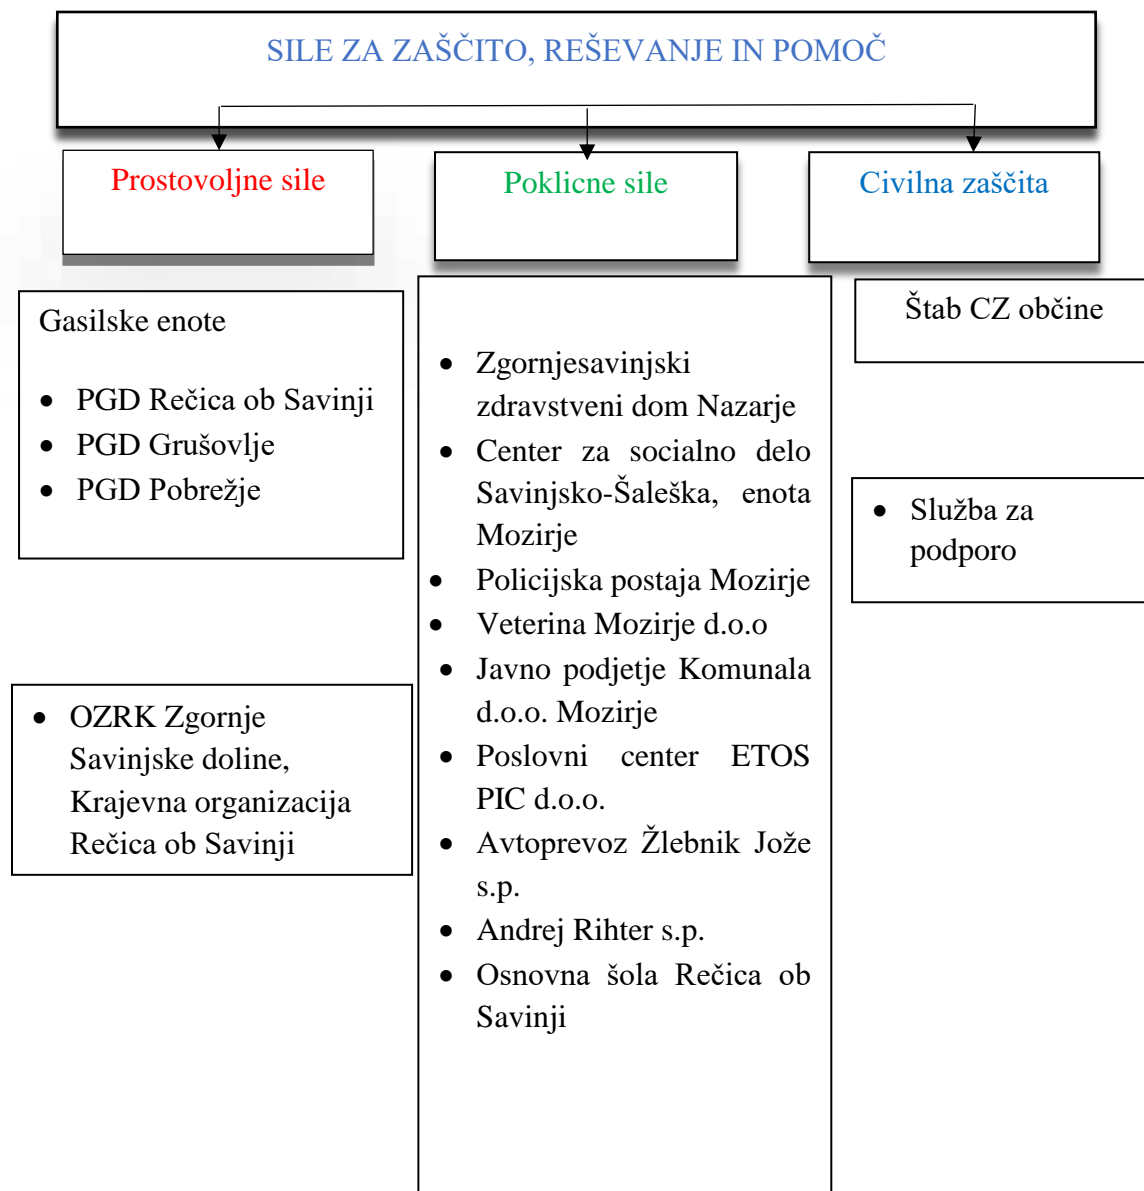 SILE ZA ZAŠČITO, REŠEVANJE IN POMOČ
Prostovoljne sile
Gasilske enote
• PGD Rečica ob Savinji
• PGD Grušovlje
• PGD Pobrežje
• OZRK Zgornje
Savinjske doline,
Krajevna organizacija
Rečica ob Savinji
Poklicne sile
• Zgornjesavinjski
zdravstveni dom Nazarje
• Center za socialno delo
Savinjsko-Šaleška, enota
Mozirje
• Policijska postaja Mozirje
• Veterina Mozirje d.o.o
• Javno podjetje Komunala
d.o.o. Mozirje
• Poslovni center ETOS
PIC d.o.o.
• Avtoprevoz Žlebnik Jože
s.p.
• Andrej Rihter s.p.
• Osnovna šola Rečica ob
Savinji
Civilna zaščita
Štab CZ občine
• Služba za
podporo